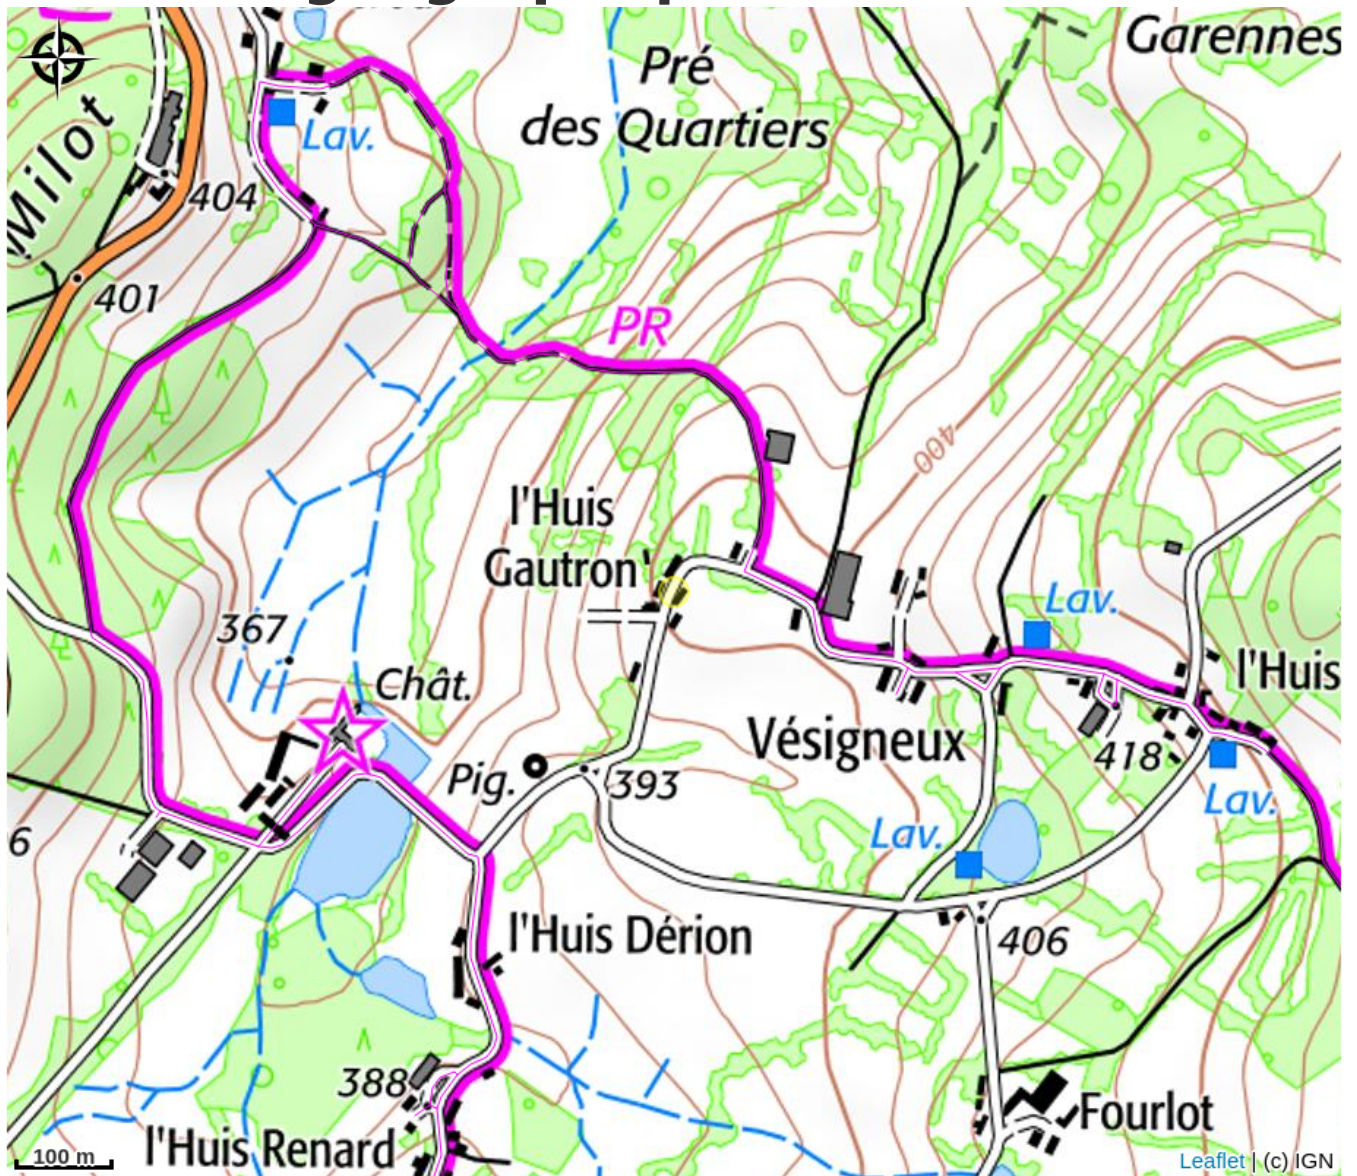 Garennes
Pré
des Quartiers
Milot
Lav.
404
401
PR
400
l'Huis
Gautron
367
Chât.
Lav.
l'Huis
Vésigneux
418
Pig.
393
Lav.
Lav.
6
l'Huis Dérion
406
388
Fourlot
l'Huis Renard
100 m
Leaflet | (c) IGN